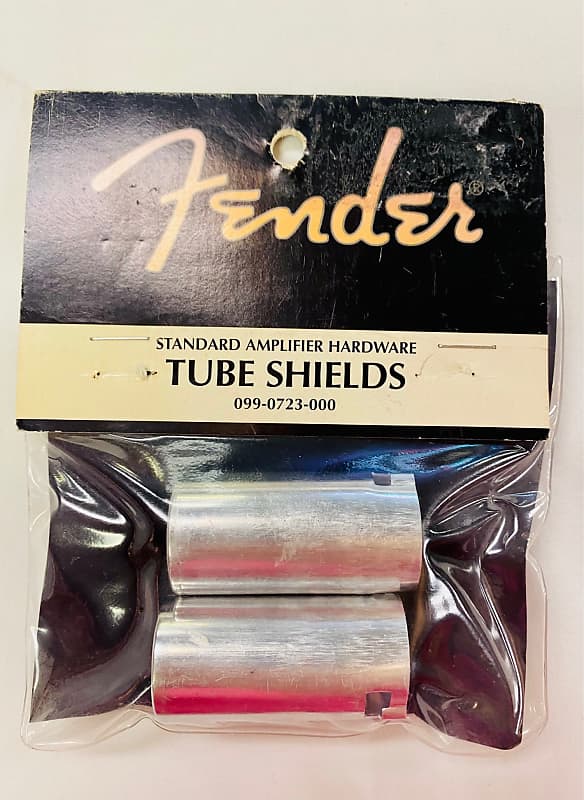 Fender®
STANDARD AMPLIFIER HARDWARE
TUBE SHIELDS
099-0723-000